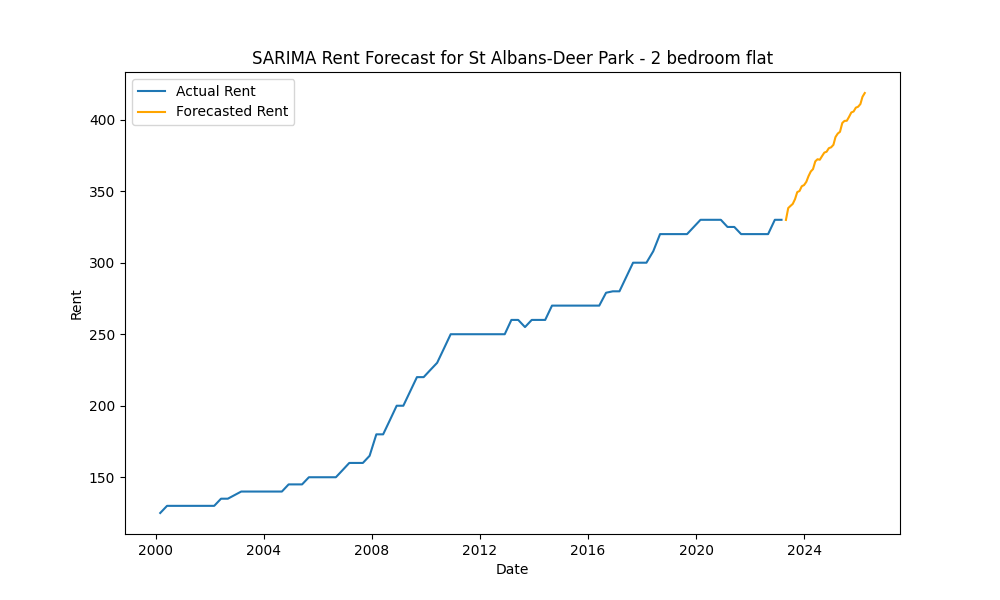 SARIMA Rent Forecast for St Albans-Deer Park - 2 bedroom flat
Actual Rent
Forecasted Rent
400
350
300
250
200
150
Rent
2000 2004 2008 2012 2016 2020 2024
Date